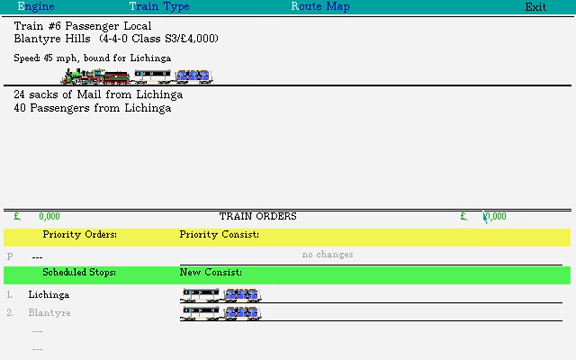 Engine Train Type Route Map Exit
Train #6 Passenger Local
Blantyre Hills (4-4-0 Class S3/£4,000)
Speed: 45 mph, bound for Lichinga
24 sacks of Mail from Lichinga
40 Passengers from Lichinga
£ 0,000 TRAIN ORDERS £ 0,000
Priority Orders: Priority Consist:
P --- no changes
Scheduled Stops: New Consist:
1. Lichinga
2. Blantyre
---
---